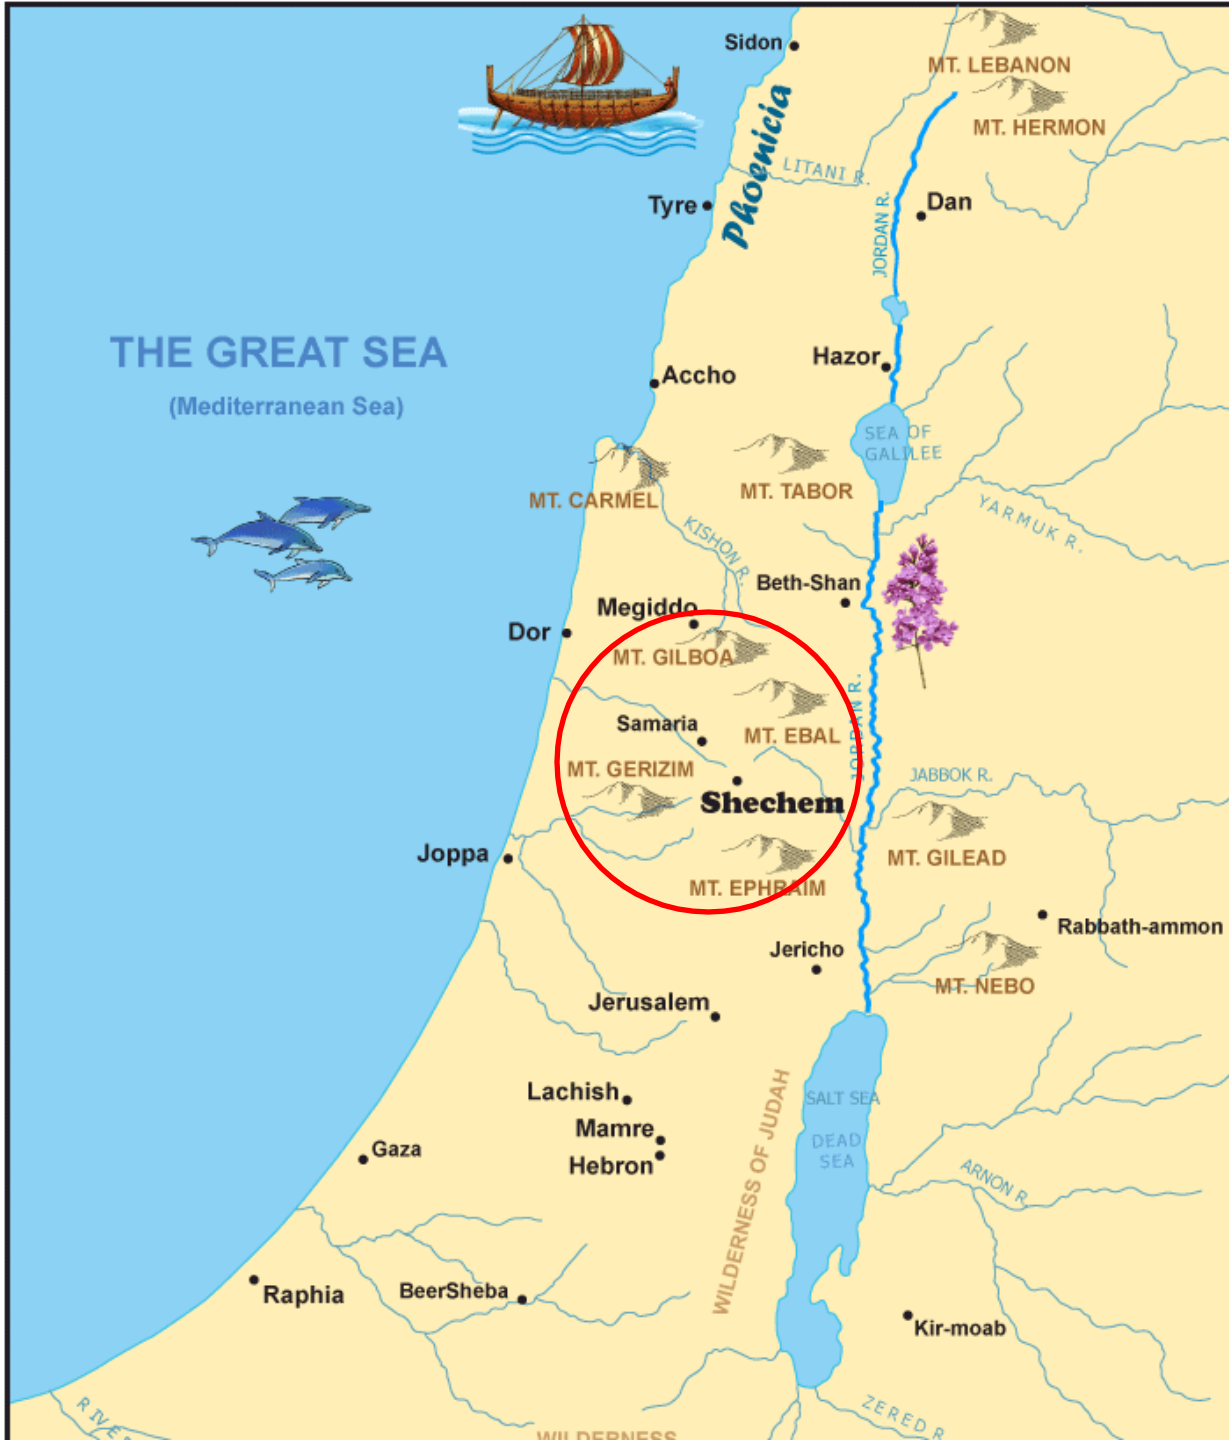 Sidon
MT. LEBANON
MT. HERMON
Phoenicia
LITANI R.
Tyre
Dan
JORDAN R.
THE GREAT SEA
(Mediterranean Sea)
Hazor
Accho
SEA OF
GALILEE
MT. CARMEL
MT. TABOR
YARMUK R.
KISHON R.
Beth-Shan
Megiddo
Dor
MT. GILBOA
Samaria
MT. EBAL
JORDAN R.
MT. GERIZIM
JABBOK R.
Shechem
Joppa
MT. GILEAD
MT. EPHRAIM
Rabbath-ammon
Jericho
MT. NEBO
Jerusalem
Lachish
SALT SEA
Mamre
DEAD
SEA
Gaza
Hebron
WILDERNESS OF JUDAH
ARNON R.
Raphia
BeerSheba
Kir-moab
RIVER
ZERED R.
WILDERNESS